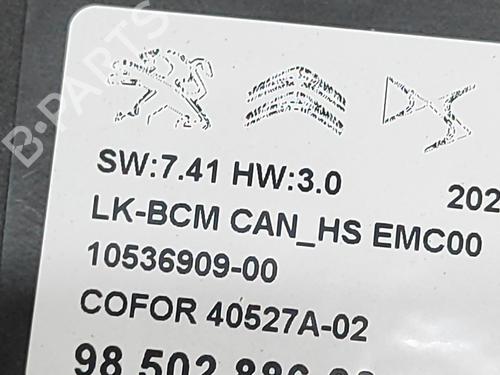 SW:7.41 HW:3.0
202
LK-BCM CAN_HS EMC00
10536909-00
COFOR 40527A-02
B-PARTS